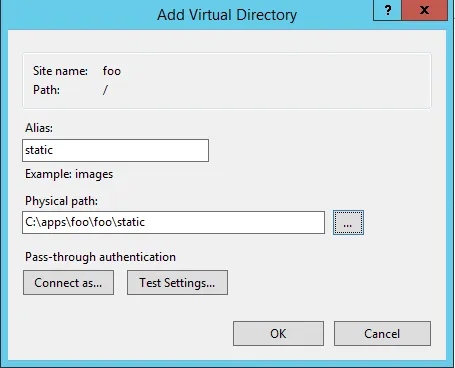 Add Virtual Directory
? x
Site name: foo
Path: /
Alias:
static
Example: images
Physical path:
C:\apps\foo\foo\static
...
Pass-through authentication
Connect as... Test Settings...
OK Cancel